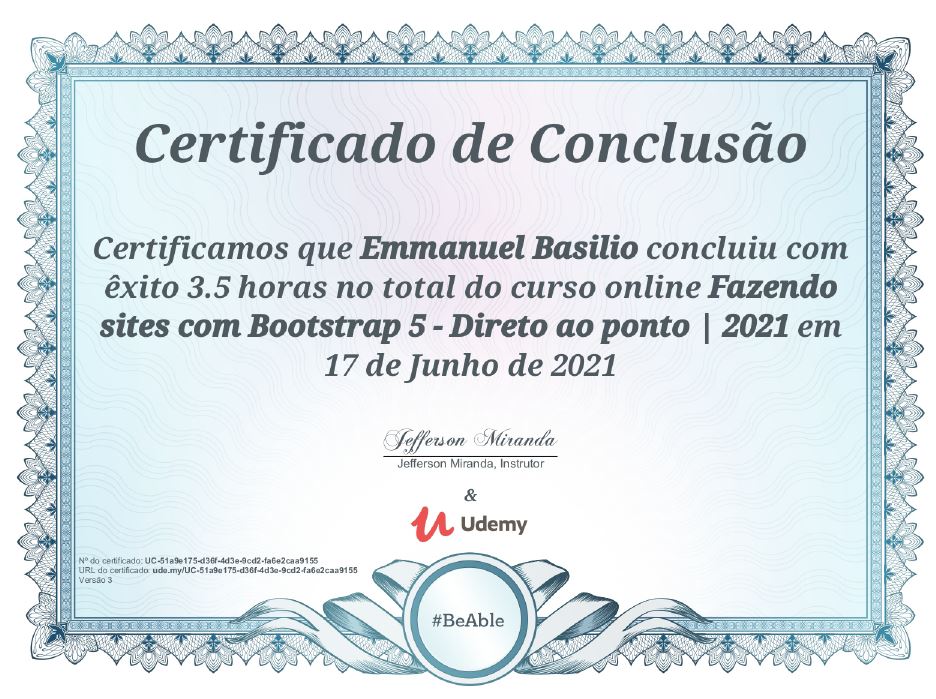 Certificado de Conclusão
Certificamos que Emmanuel Basilio concluiu com
êxito 3.5 horas no total do curso online Fazendo
sites com Bootstrap 5 - Direto ao ponto | 2021 em
17 de Junho de 2021
Jefferson Miranda
Jefferson Miranda, Instrutor
&
Udemy
Nº do certificado: UC-51a9e175-d36f-4d3e-9cd2-fa6e2caa9155
URL do certificado: ude.my/UC-51a9e175-d36f-4d3e-9cd2-fa6e2caa9155
Versão 3
#BeAble